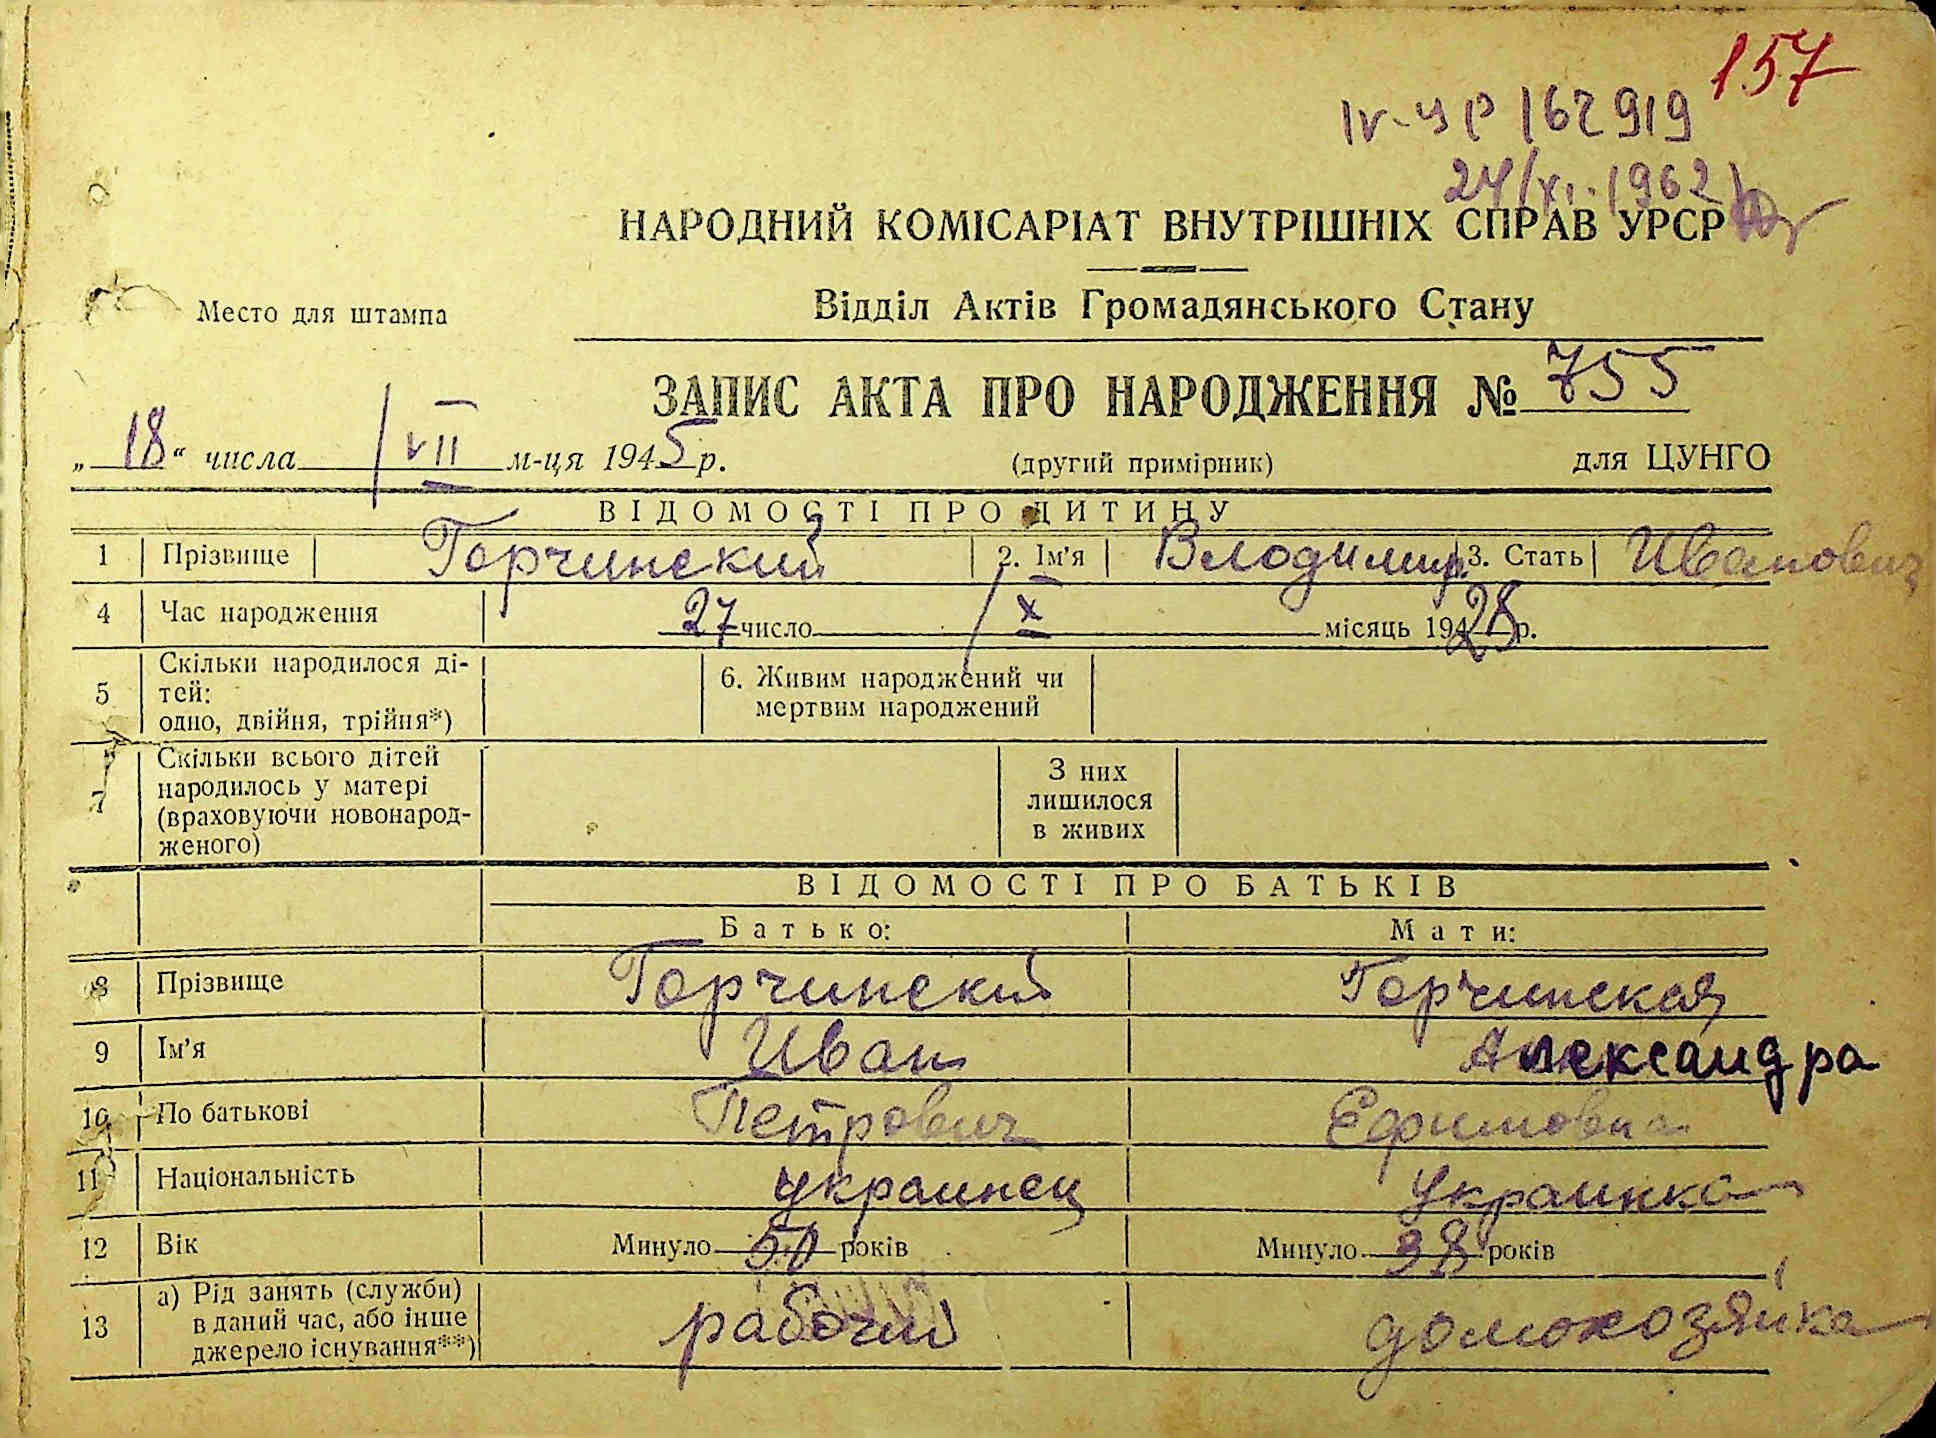 157
IV-УР 162919
24/XI-1962
НАРОДНИЙ КОМІСАРІАТ ВНУТРІШНІХ СПРАВ УРСР
Место для штампа
Відділ Актів Громадянського Стану
ЗАПИС АКТА ПРО НАРОДЖЕННЯ № 755
„18“ числа VII м-ця 1945 р.
(другий примірник)
для ЦУНГО
ВІДОМОСТІ ПРО ДИТИНУ
1 Прізвище Горчинский 2. Ім'я Володимир 3. Стать Иванович
4 Час народження 27 число X місяць 1928 р.
5 Скільки народилося ді-
тей:
одно, двійня, трійня*)
6. Живим народжений чи
мертвим народжений
7 Скільки всього дітей
народилось у матері
(враховуючи новонарод-
женого)
З них
лишилося
в живих
ВІДОМОСТІ ПРО БАТЬКІВ
Батько: Мати:
8 Прізвище Горчинский Горчинская
9 Ім'я Иван Александра
10 По батькові Петрович Ефимовна
11 Національність украинец украинка
12 Вік Минуло 50 років Минуло 38 років
13 а) Рід занять (служби)
в даний час, або інше
джерело існування**)
рабочий домохозяйка